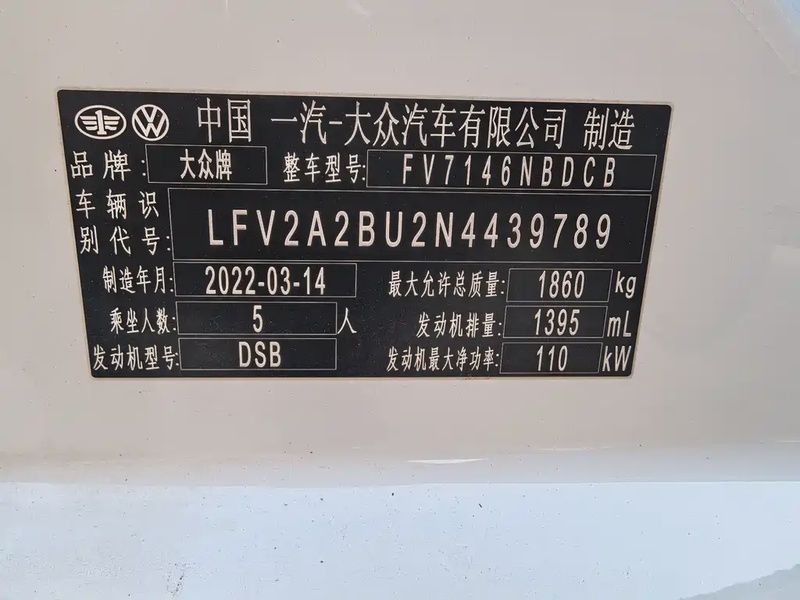 中国 一汽-大众汽车有限公司 制造
品牌: 大众牌 整车型号: FV7146NBDCB
车辆识别代号: LFV2A2BU2N4439789
制造年月: 2022-03-14 最大允许总质量: 1860 kg
乘坐人数: 5 人 发动机排量: 1395 mL
发动机型号: DSB 发动机最大净功率: 110 kW